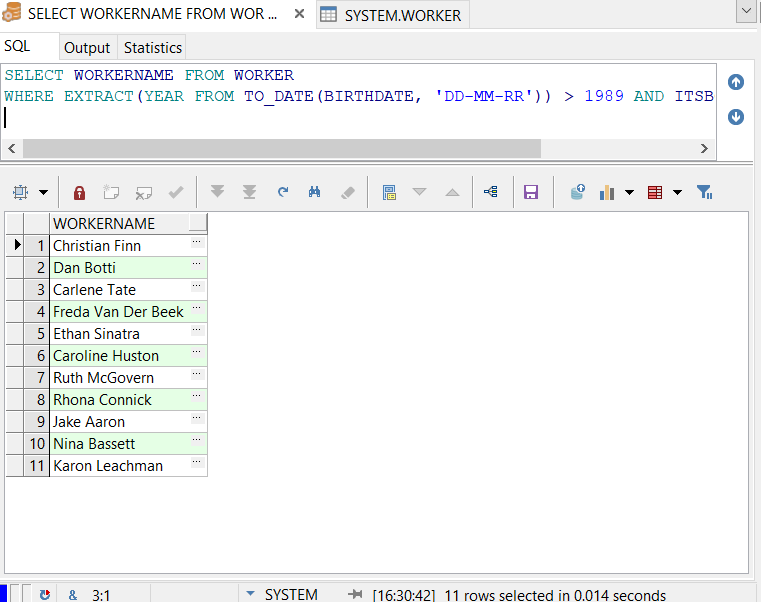 SELECT WORKERNAME FROM WOR ...
SYSTEM.WORKER
SQL
Output
Statistics
SELECT WORKERNAME FROM WORKER
WHERE EXTRACT(YEAR FROM TO_DATE(BIRTHDATE, 'DD-MM-RR')) > 1989 AND ITSB
WORKERNAME
1 Christian Finn ...
2 Dan Botti ...
3 Carlene Tate ...
4 Freda Van Der Beek ...
5 Ethan Sinatra ...
6 Caroline Huston ...
7 Ruth McGovern ...
8 Rhona Connick ...
9 Jake Aaron ...
10 Nina Bassett ...
11 Karon Leachman ...
& 3:1 SYSTEM [16:30:42] 11 rows selected in 0.014 seconds